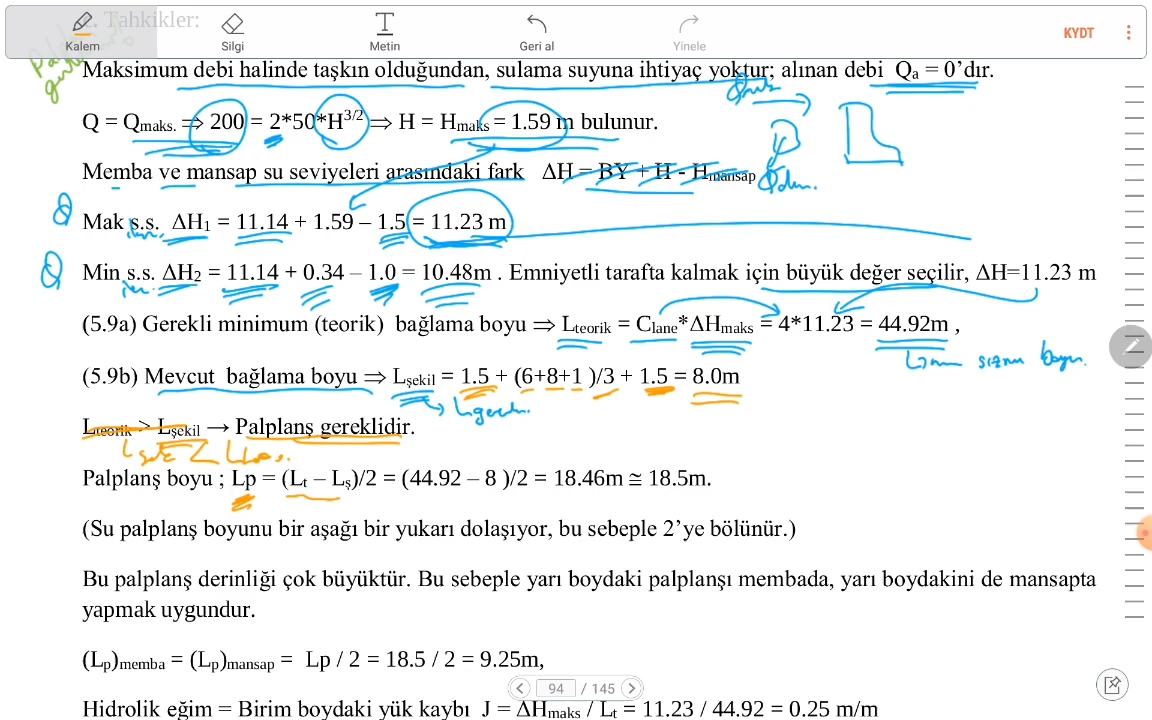 c. Tahkikler:
Kalem Silgi Metin Geri al Yinele KYDT
Maksimum debi halinde taşkın olduğundan, sulama suyuna ihtiyaç yoktur; alınan debi Qa = 0’dır.
Q = Qmaks. ⇒ 200 = 2*50*H3/2 ⇒ H = Hmaks = 1.59 m bulunur.
Memba ve mansap su seviyeleri arasındaki fark ΔH = BY + H - Hmansap
Mak s.s. ΔH1 = 11.14 + 1.59 – 1.5 = 11.23 m
Min s.s. ΔH2 = 11.14 + 0.34 – 1.0 = 10.48m . Emniyetli tarafta kalmak için büyük değer seçilir, ΔH=11.23 m
(5.9a) Gerekli minimum (teorik) bağlama boyu ⇒ Lteorik = Clane*ΔHmaks = 4*11.23 = 44.92m ,
sızma boyu.
(5.9b) Mevcut bağlama boyu ⇒ Lşekil = 1.5 + (6+8+1 )/3 + 1.5 = 8.0m
Lteorik > Lşekil → Palplanş gereklidir.
Palplanş boyu ; Lp = (Lt – Lş)/2 = (44.92 – 8 )/2 = 18.46m ≅ 18.5m.
(Su palplanş boyunu bir aşağı bir yukarı dolaşıyor, bu sebeple 2’ye bölünür.)
Bu palplanş derinliği çok büyüktür. Bu sebeple yarı boydaki palplanşı membada, yarı boydakini de mansapta
yapmak uygundur.
(Lp)memba = (Lp)mansap = Lp / 2 = 18.5 / 2 = 9.25m,
94 / 145
Hidrolik eğim = Birim boydaki yük kaybı J = ΔHmaks / Lt = 11.23 / 44.92 = 0.25 m/m